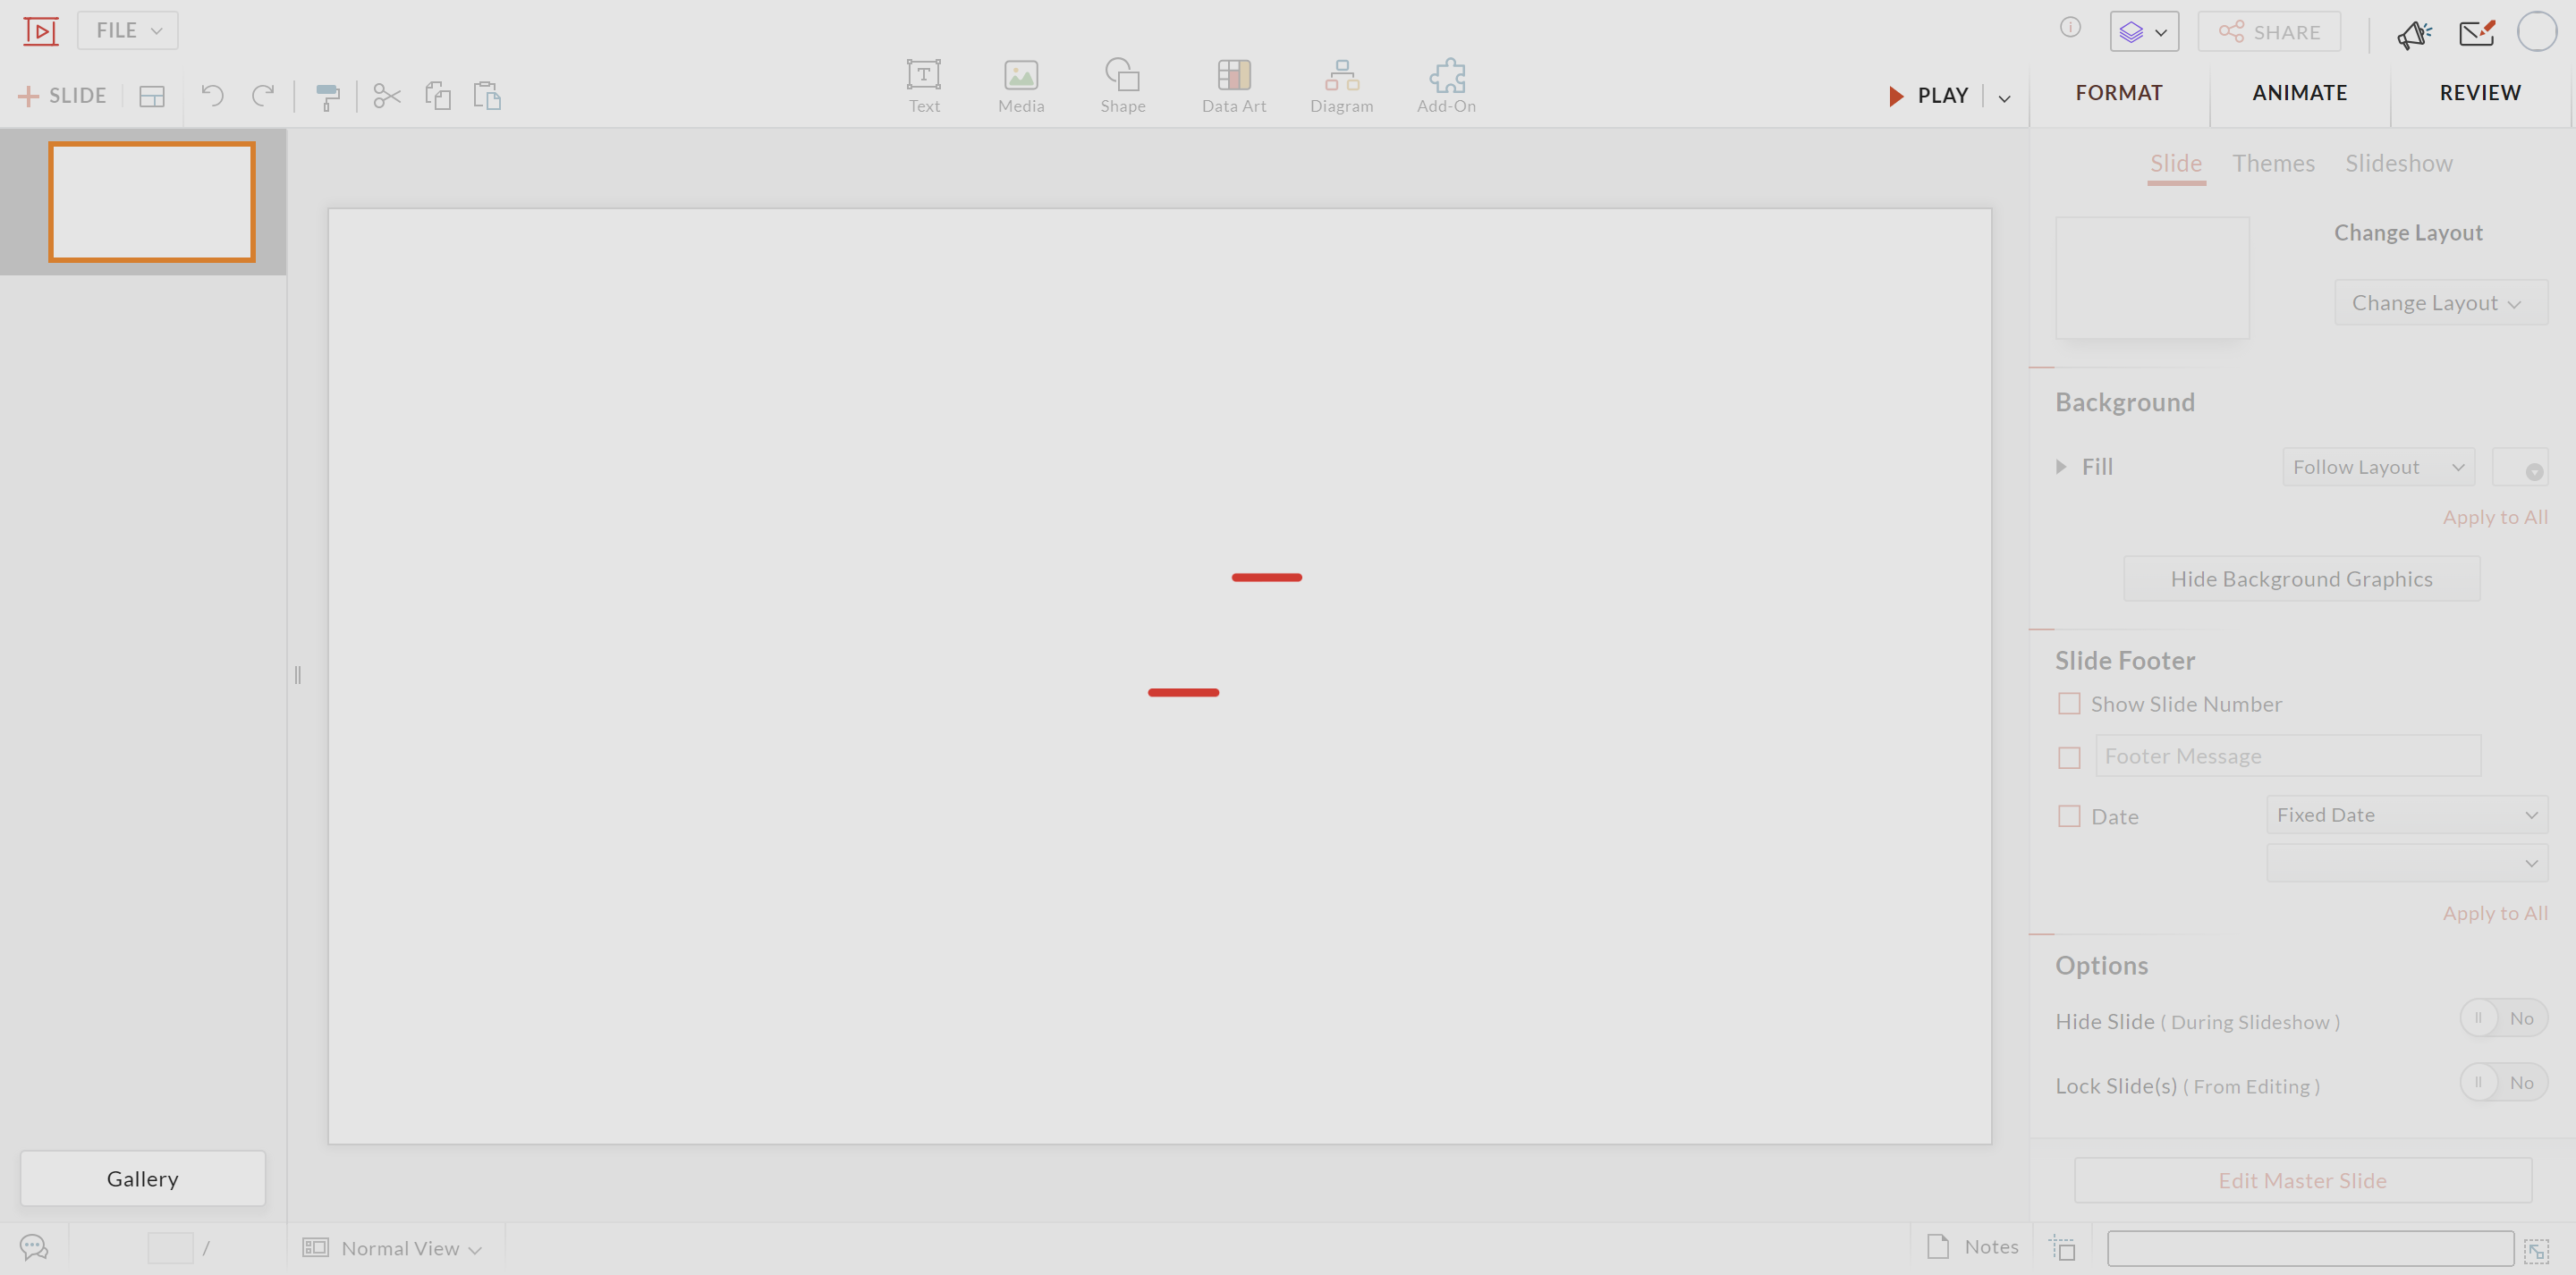 FILE
SHARE
SLIDE
Text
Media
Shape
Data Art
Diagram
Add-On
PLAY
FORMAT
ANIMATE
REVIEW
Slide
Themes
Slideshow
Change Layout
Change Layout
Background
Fill
Follow Layout
Apply to All
Hide Background Graphics
Slide Footer
Show Slide Number
Footer Message
Date
Fixed Date
Apply to All
Options
Hide Slide ( During Slideshow )
No
Lock Slide(s) ( From Editing )
No
Gallery
Edit Master Slide
/
Normal View
Notes